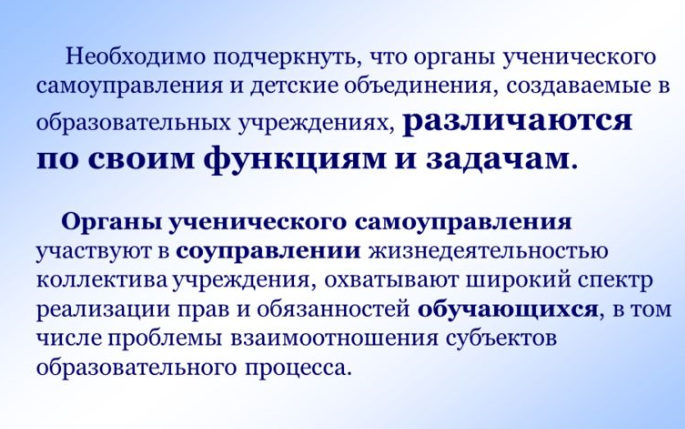 Необходимо подчеркнуть, что органы ученического
самоуправления и детские объединения, создаваемые в
образовательных учреждениях, различаются
по своим функциям и задачам.
Органы ученического самоуправления
участвуют в соуправлении жизнедеятельностью
коллектива учреждения, охватывают широкий спектр
реализации прав и обязанностей обучающихся, в том
числе проблемы взаимоотношения субъектов
образовательного процесса.